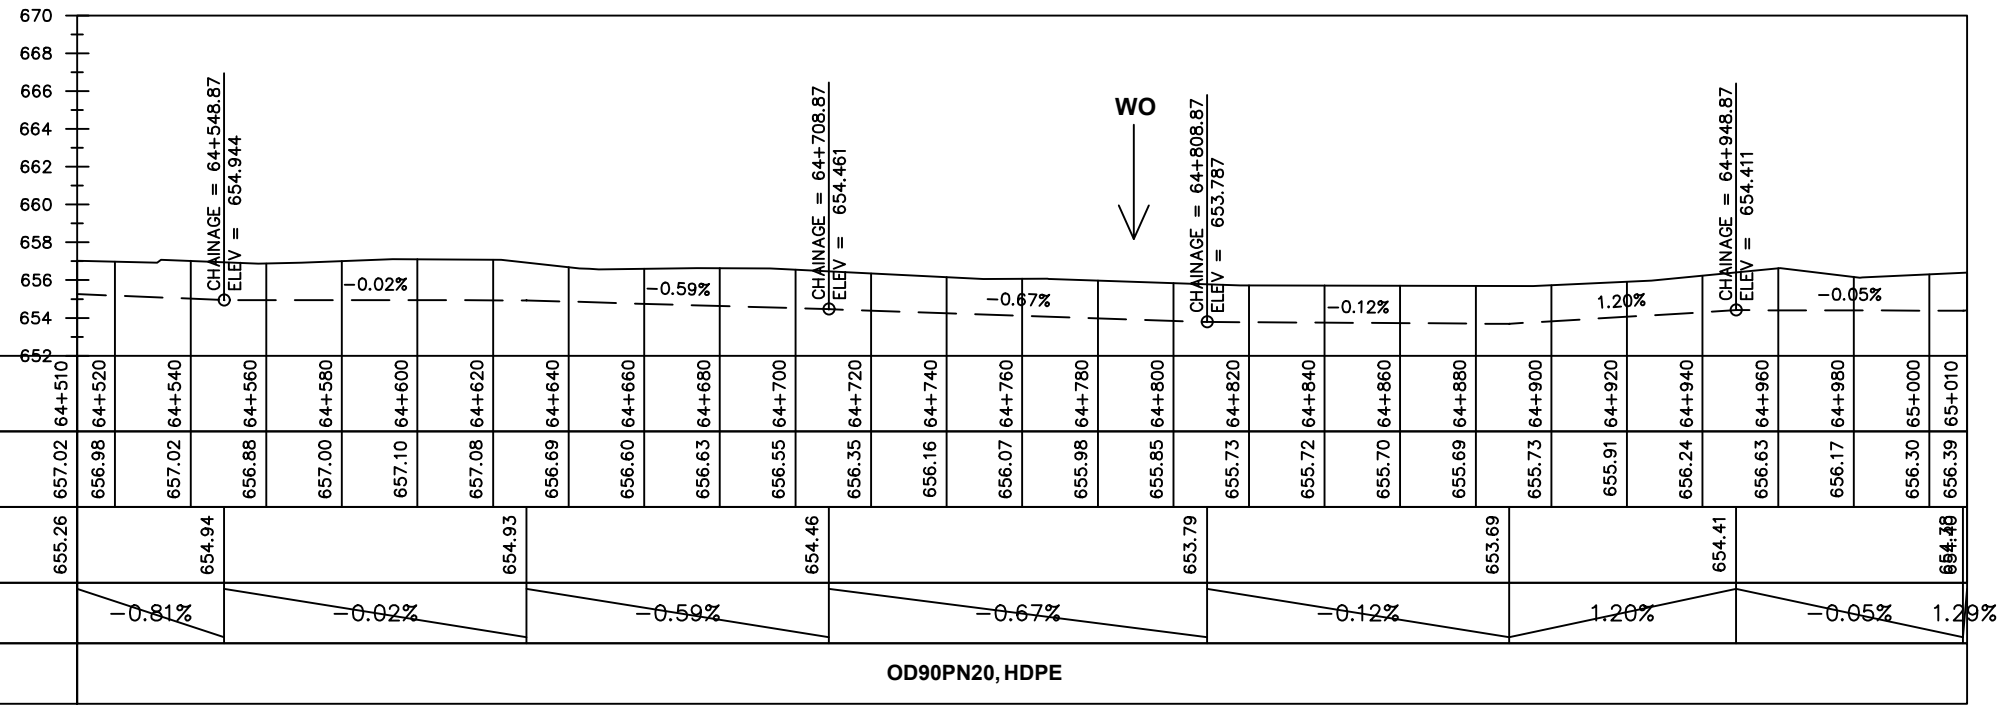 670
668
666
664
662
660
658
656
654
652
CHAINAGE = 64+548.87
ELEV = 654.944
CHAINAGE = 64+708.87
ELEV = 654.461
WO
CHAINAGE = 64+808.87
ELEV = 653.787
CHAINAGE = 64+948.87
ELEV = 654.411
-0.02%
-0.59%
-0.67%
-0.12%
1.20%
-0.05%
64+510 64+520 64+540 64+560 64+580 64+600 64+620 64+640 64+660 64+680 64+700 64+720 64+740 64+760 64+780 64+800 64+820 64+840 64+860 64+880 64+900 64+920 64+940 64+960 64+980 65+000 65+010
657.02 656.98 657.02 656.88 657.00 657.10 657.08 656.69 656.60 656.63 656.55 656.35 656.16 656.07 655.98 655.85 655.73 655.72 655.70 655.69 655.73 655.91 656.24 656.63 656.17 656.30 656.39
655.26 654.94 654.93 654.46 653.79 653.69 654.41
-0.81% -0.02% -0.59% -0.67% -0.12% 1.20% -0.05% 1.29%
OD90PN20, HDPE